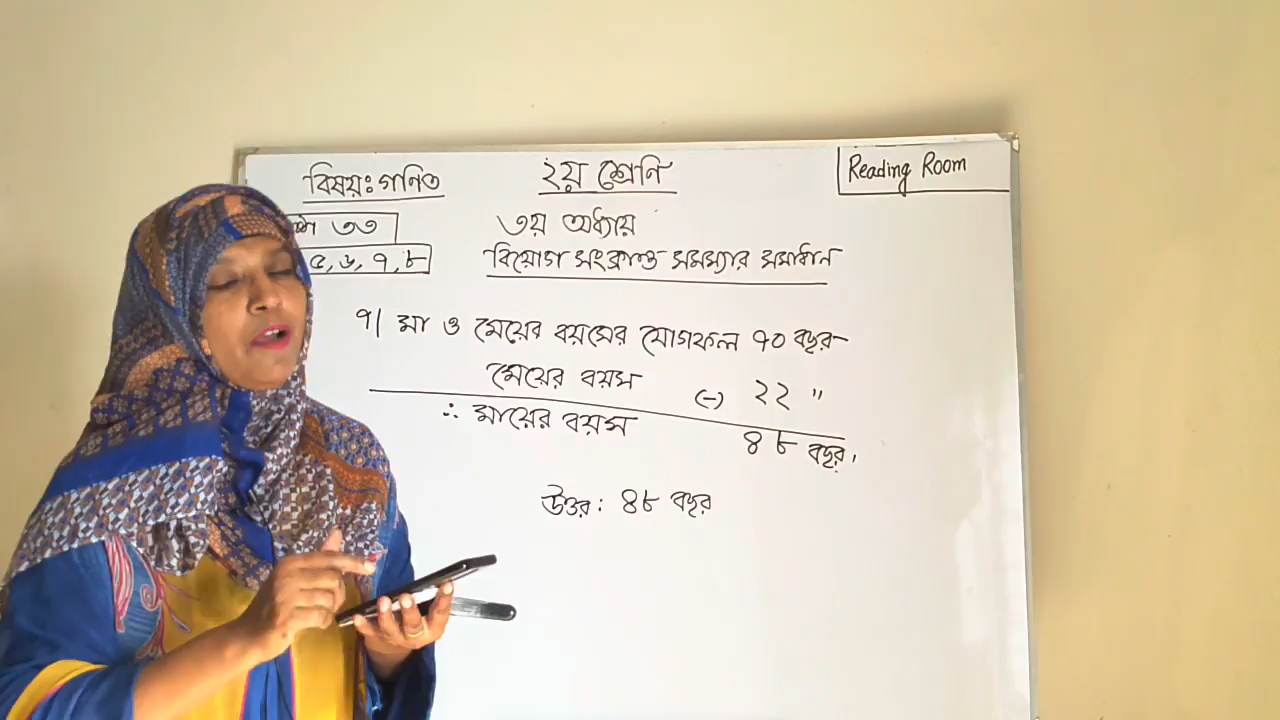 বিষয়ঃ গনিত
২য় শ্রেনি
Reading Room
৩৩
৩য় অধ্যায়
৫, ৬, ৭, ৮
বিয়োগ সংক্রান্ত সমস্যার সমাধান
৭| মা ও মেয়ের বয়সের যোগফল ৭০ বছর
মেয়ের বয়স (-) ২২ "
∴ মায়ের বয়স ৪৮ বছর।
উত্তর: ৪৮ বছর